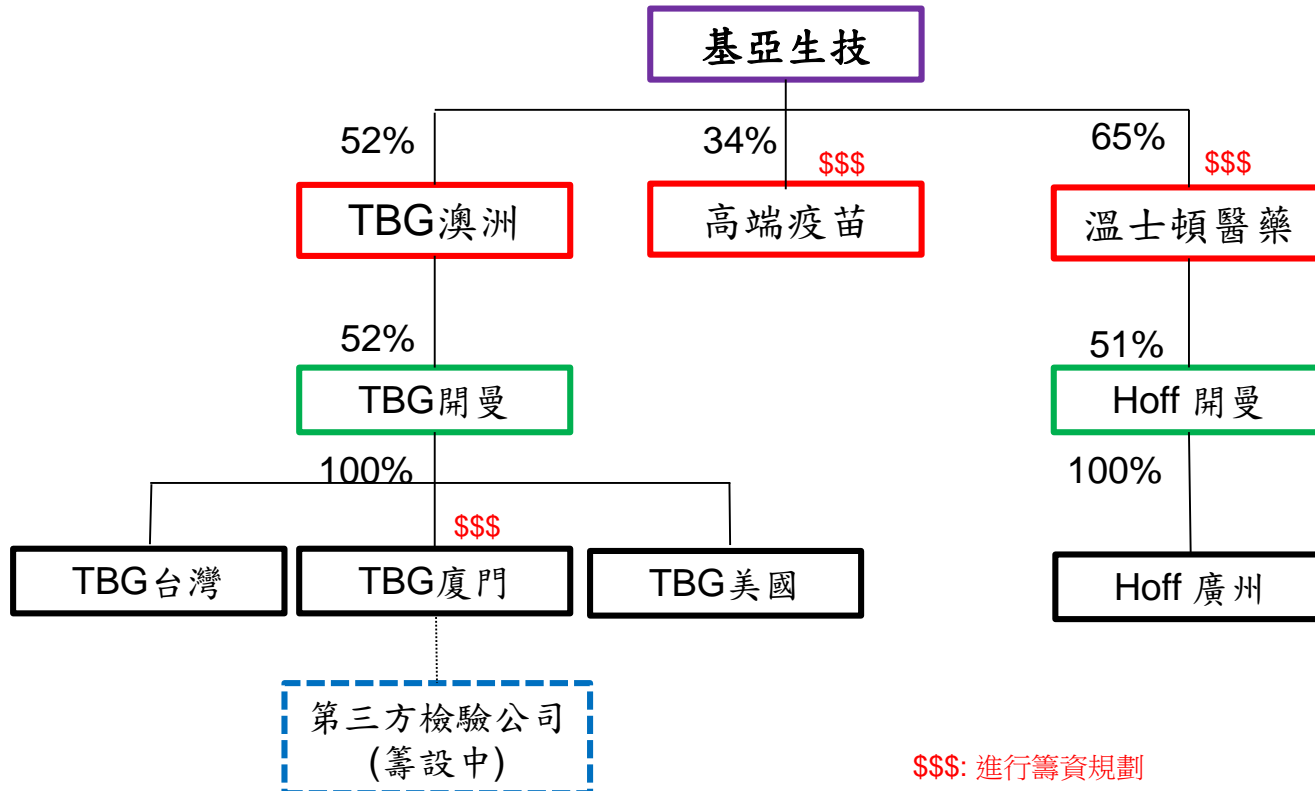 基亞生技
52%
34%
65%
$$$
$$$
TBG澳洲
高端疫苗
溫士頓醫藥
52%
51%
TBG開曼
Hoff 開曼
100%
100%
$$$
TBG台灣
TBG廈門
TBG美國
Hoff 廣州
第三方檢驗公司
(籌設中)
$$$: 進行籌資規劃